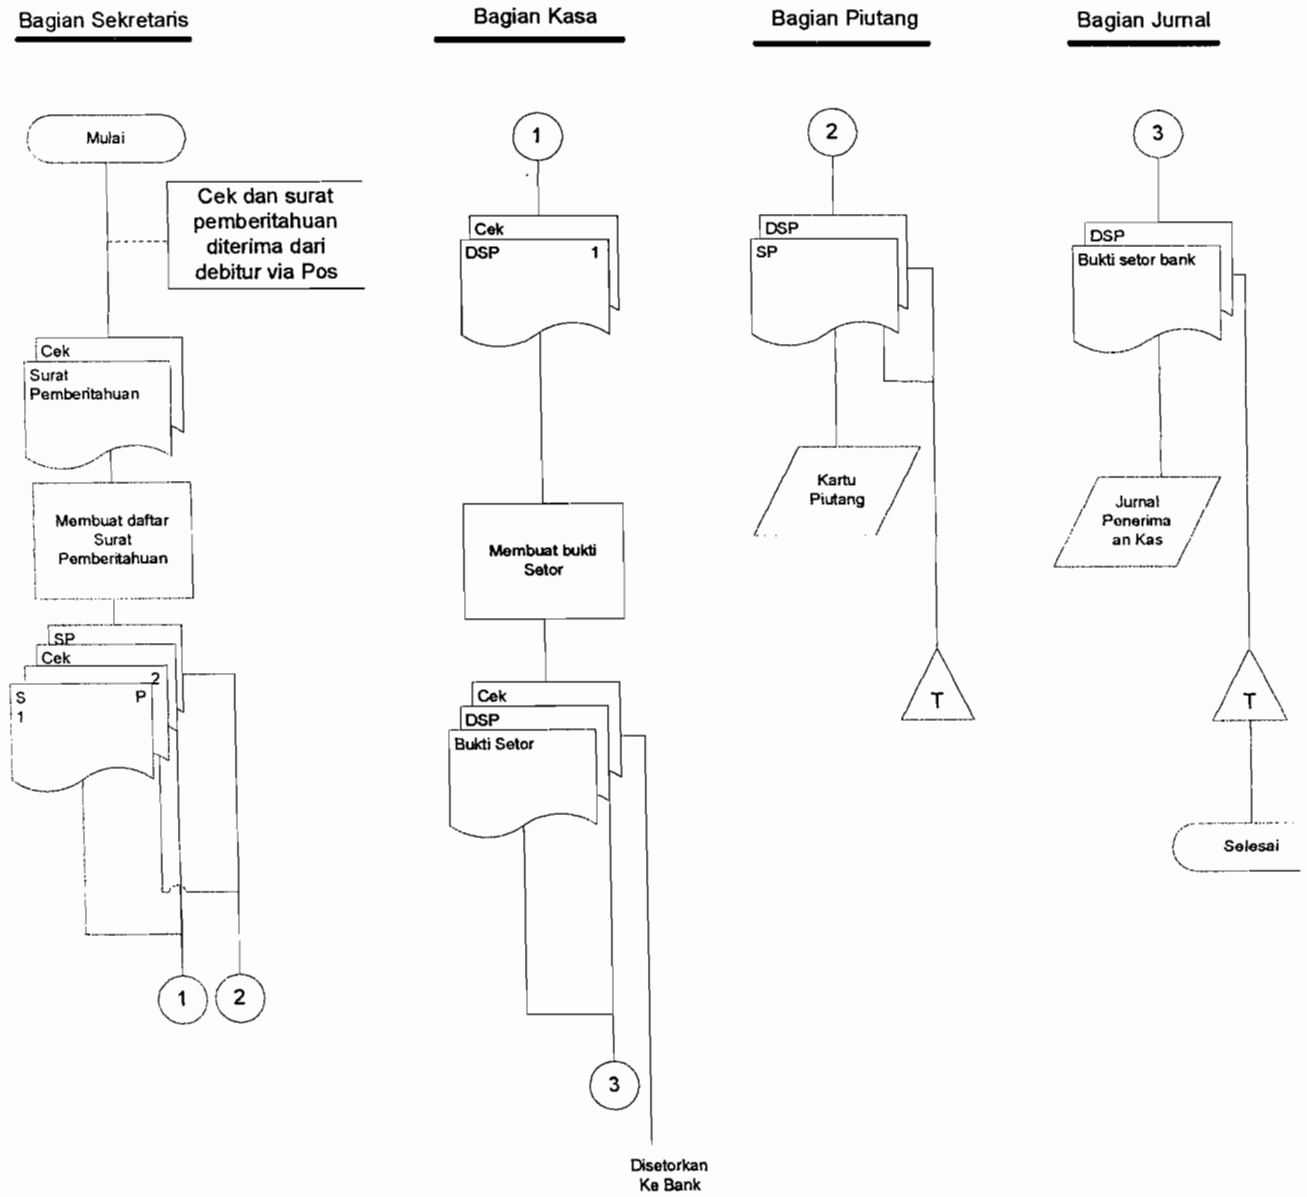 Bagian Sekretaris
Bagian Kasa
Bagian Piutang
Bagian Jurnal
Mulai
Cek dan surat
pemberitahuan
diterima dari
debitur via Pos
Cek
Surat
Pemberitahuan
Membuat daftar
Surat
Pemberitahuan
SP
Cek
2
S P
1
1
2
1
Cek
DSP 1
Membuat bukti
Setor
Cek
DSP
Bukti Setor
3
Disetorkan
Ke Bank
2
DSP
SP
Kartu
Piutang
T
3
DSP
Bukti setor bank
Jurnal
Penerima
an Kas
T
Selesai